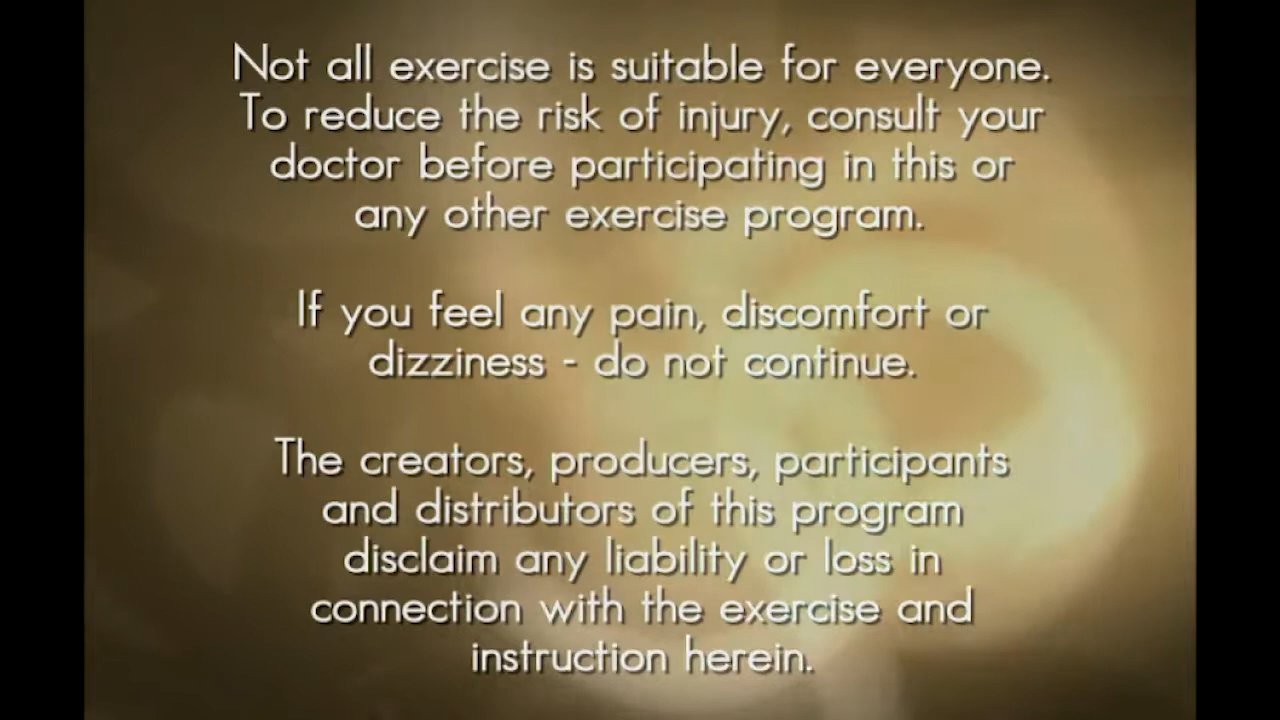 Not all exercise is suitable for everyone.
To reduce the risk of injury, consult your
doctor before participating in this or
any other exercise program.
If you feel any pain, discomfort or
dizziness - do not continue.
The creators, producers, participants
and distributors of this program
disclaim any liability or loss in
connection with the exercise and
instruction herein.